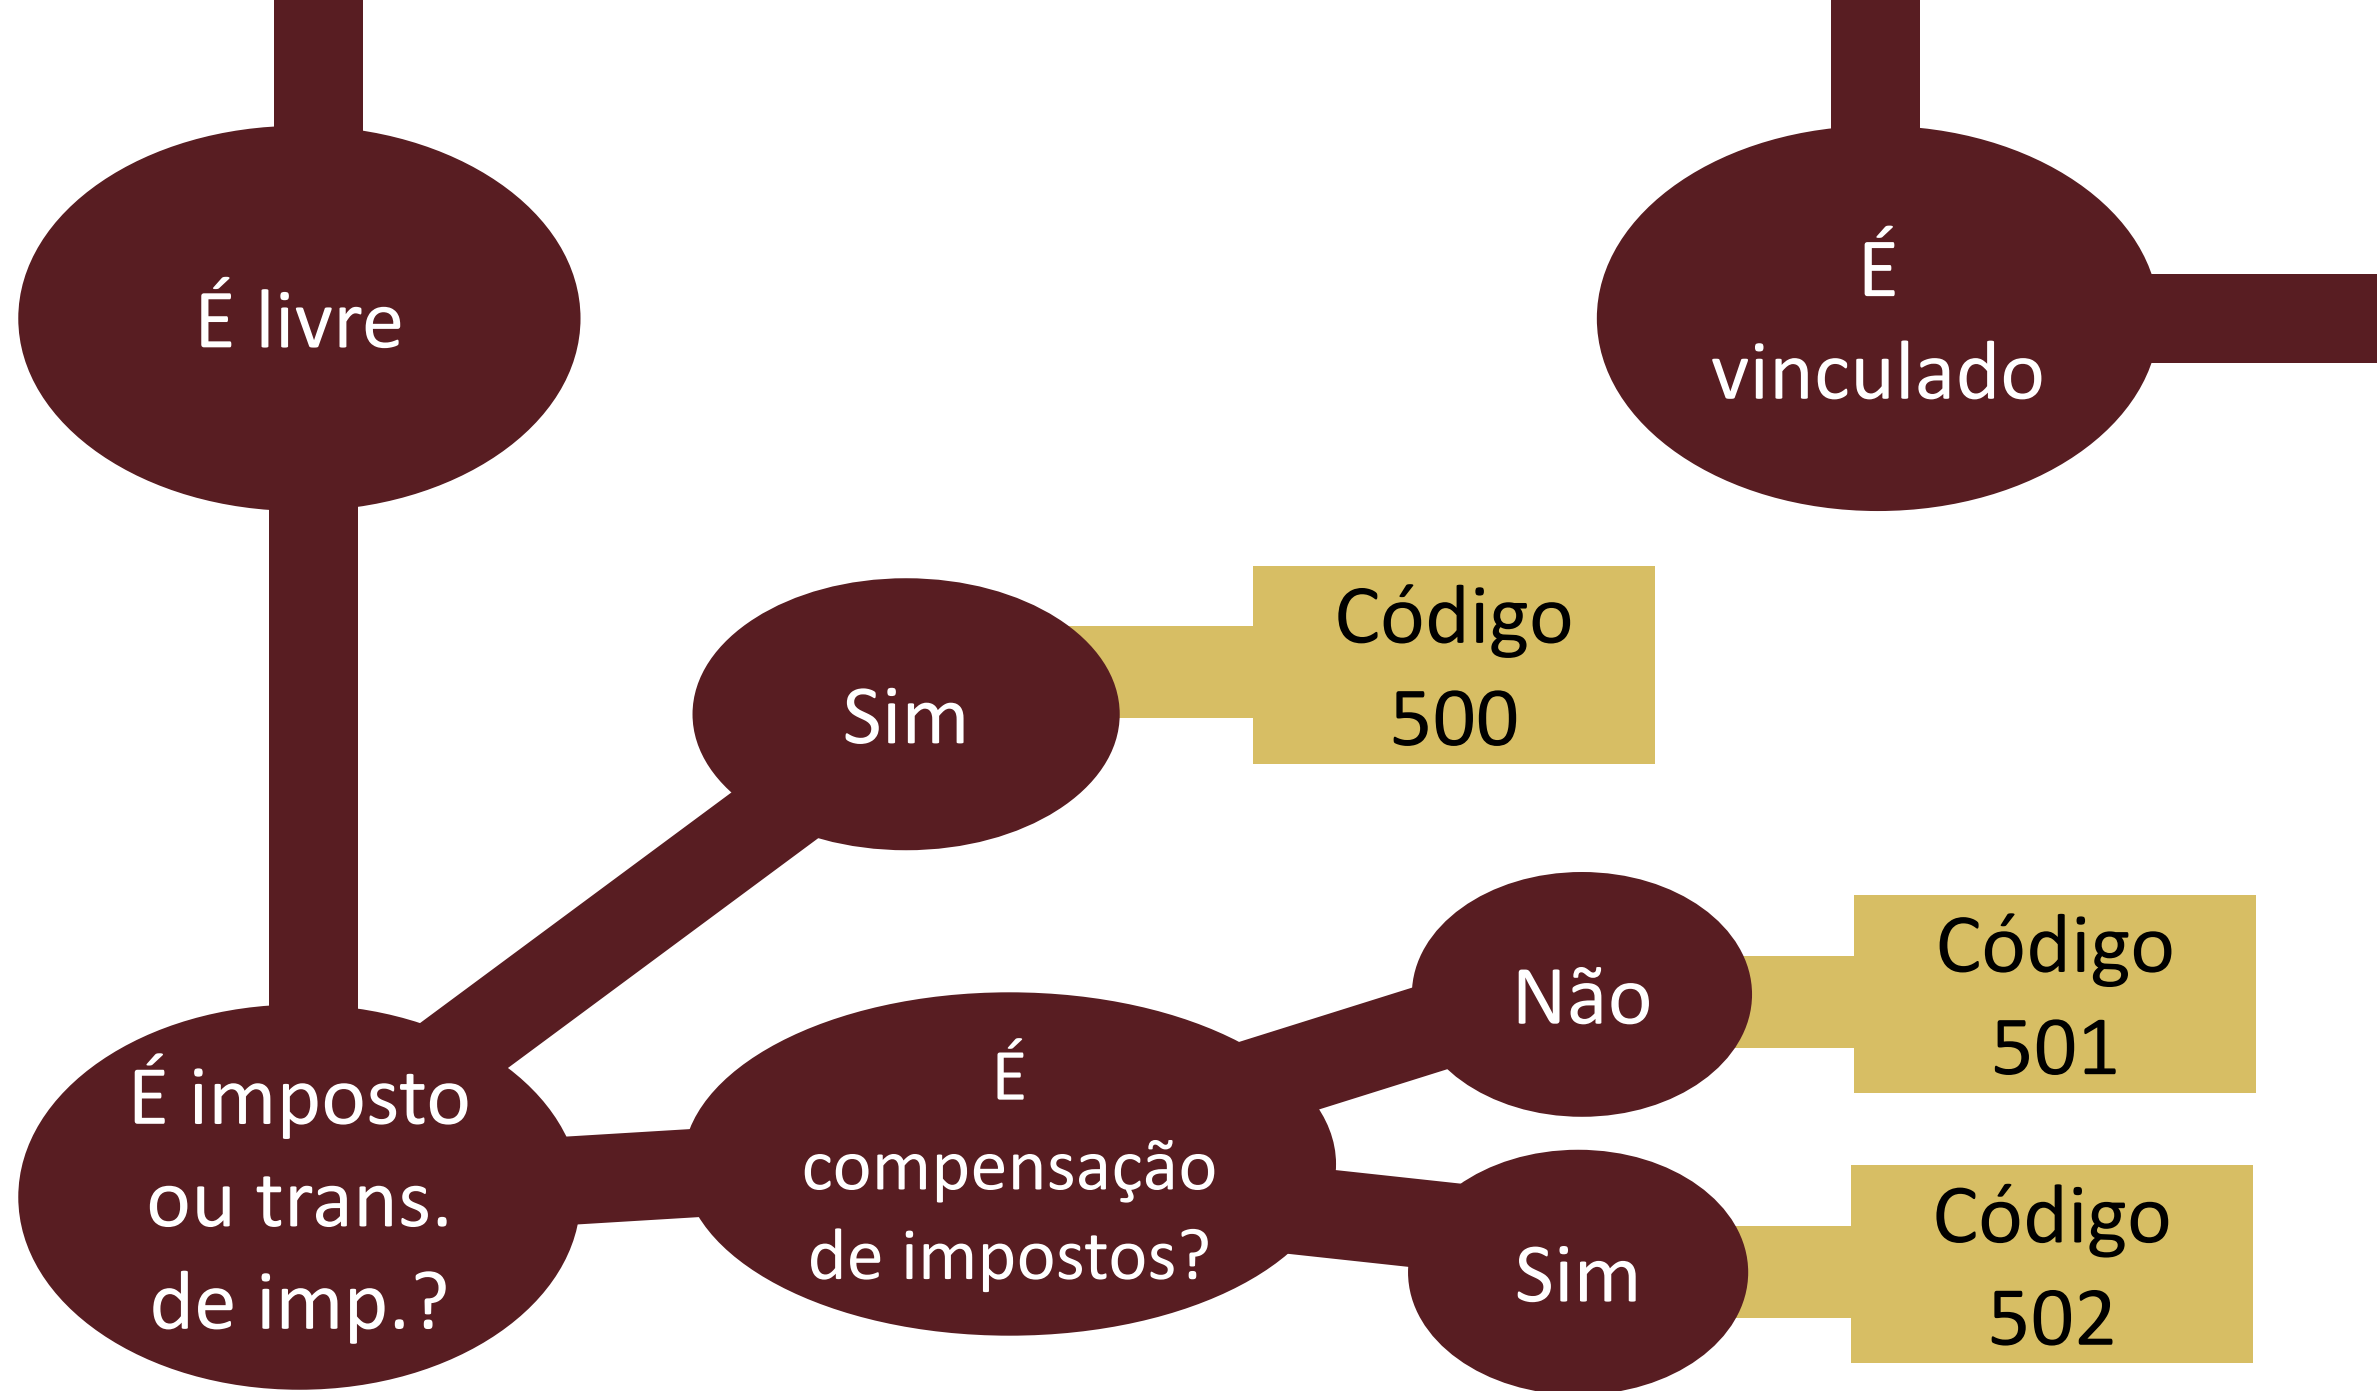 É livre
É
vinculado
Sim
Código
500
É imposto
ou trans.
de imp.?
É
compensação
de impostos?
Não
Código
501
Sim
Código
502